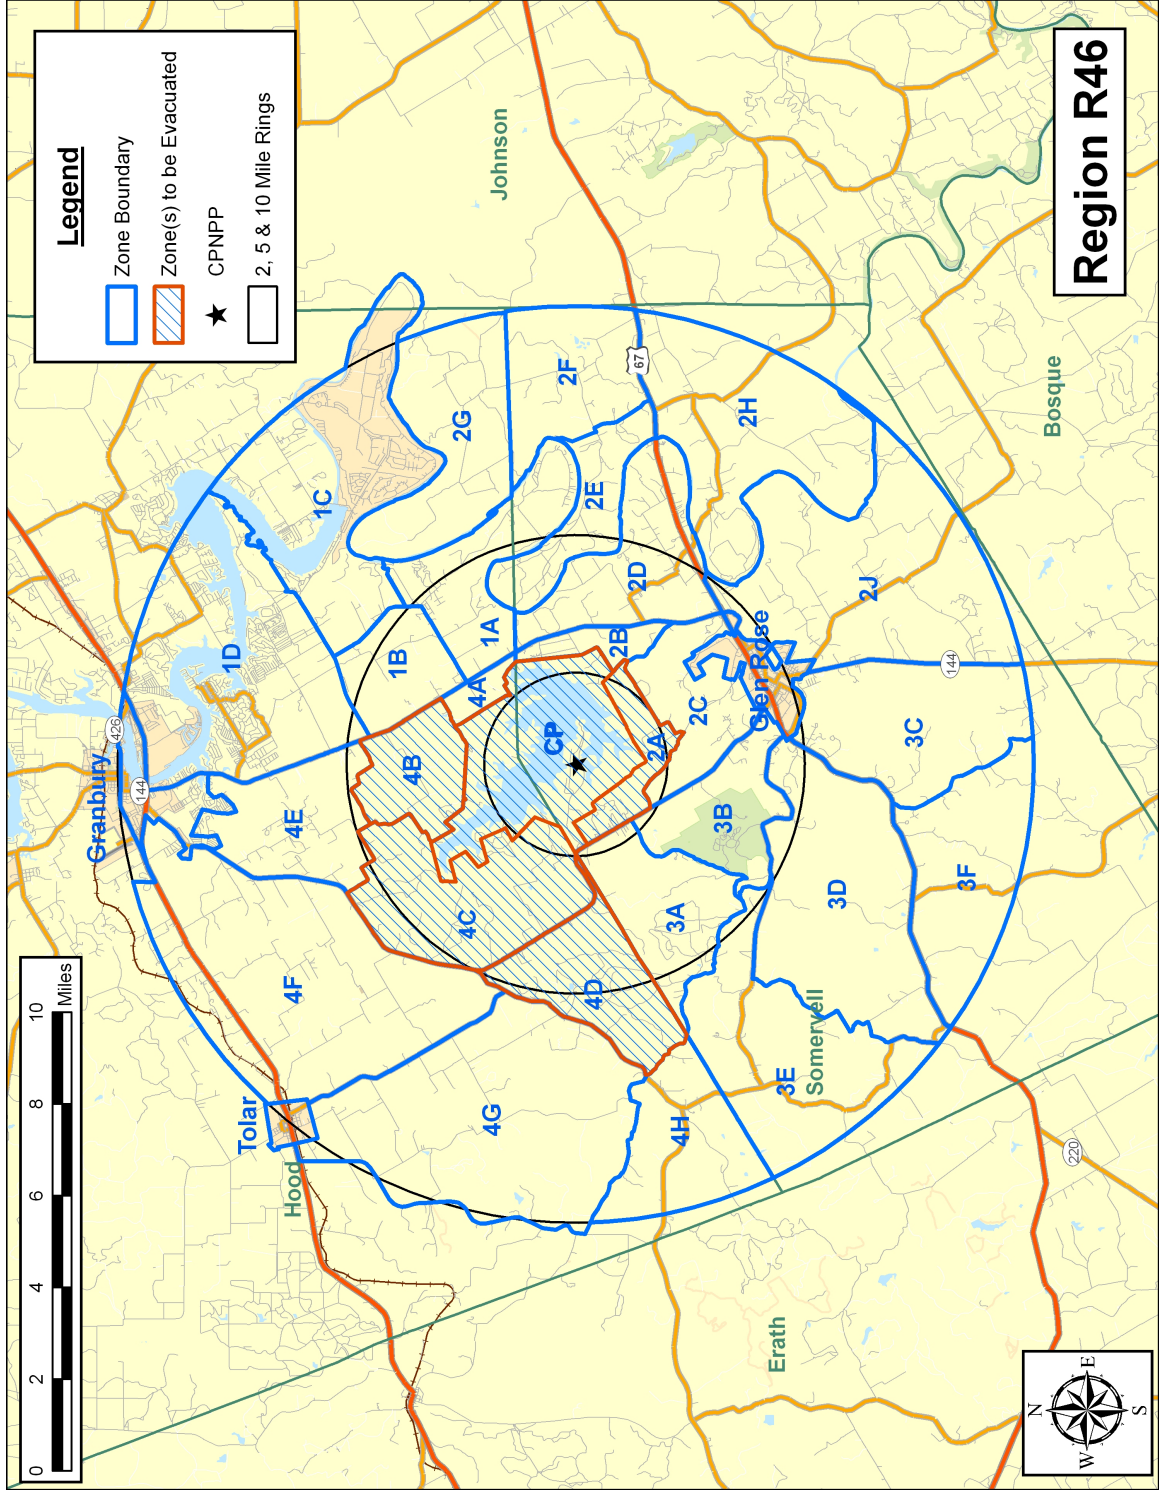 Legend
Zone Boundary
Zone(s) to be Evacuated
CPNPP
2, 5 & 10 Mile Rings
Region R46
0 2 4 6 8 10
Miles
N
E
S
W
Johnson
Bosque
Somervell
Erath
Hood
Granbury
Tolar
Glen Rose
CP
1A
1B
1C
1D
2A
2B
2C
2D
2E
2F
2G
2H
2J
3A
3B
3C
3D
3E
3F
4A
4B
4C
4D
4E
4F
4G
4H
426
144
67
144
220